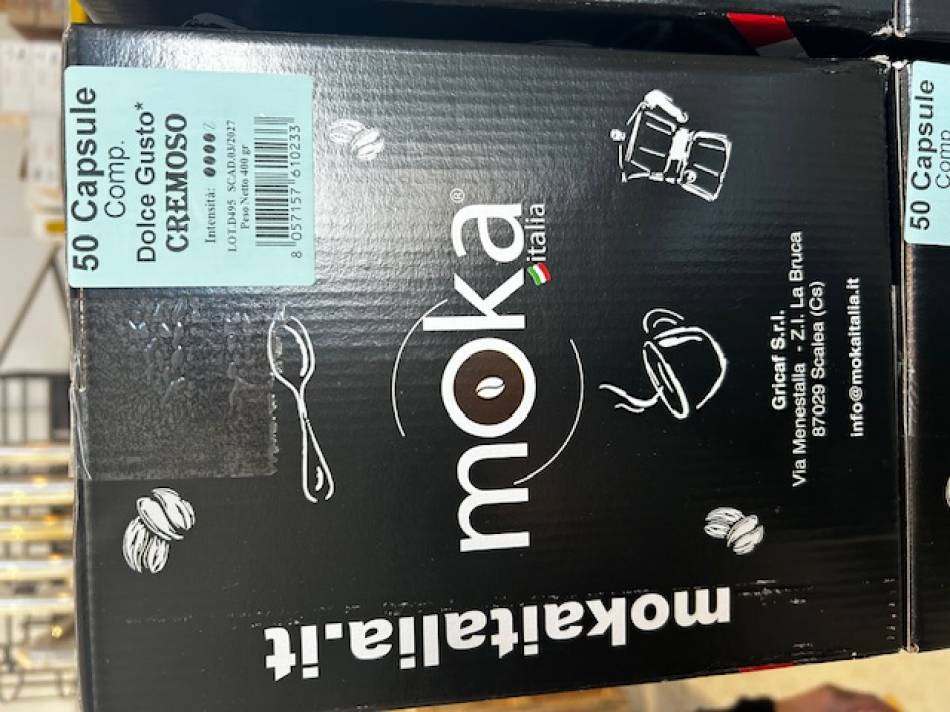 50 Capsule
Comp.
Dolce Gusto*
CREMOSO
Intensità:
LOT.D495 SCAD.03/2027
Peso Netto 400 gr
8 057157 610233
moka®
italia
Gricaf S.r.l.
Via Menestalla - Z.I. La Bruca
87029 Scalea (Cs)
info@mokaitalia.it
mokaitalia.it
50 Capsule
Comp.